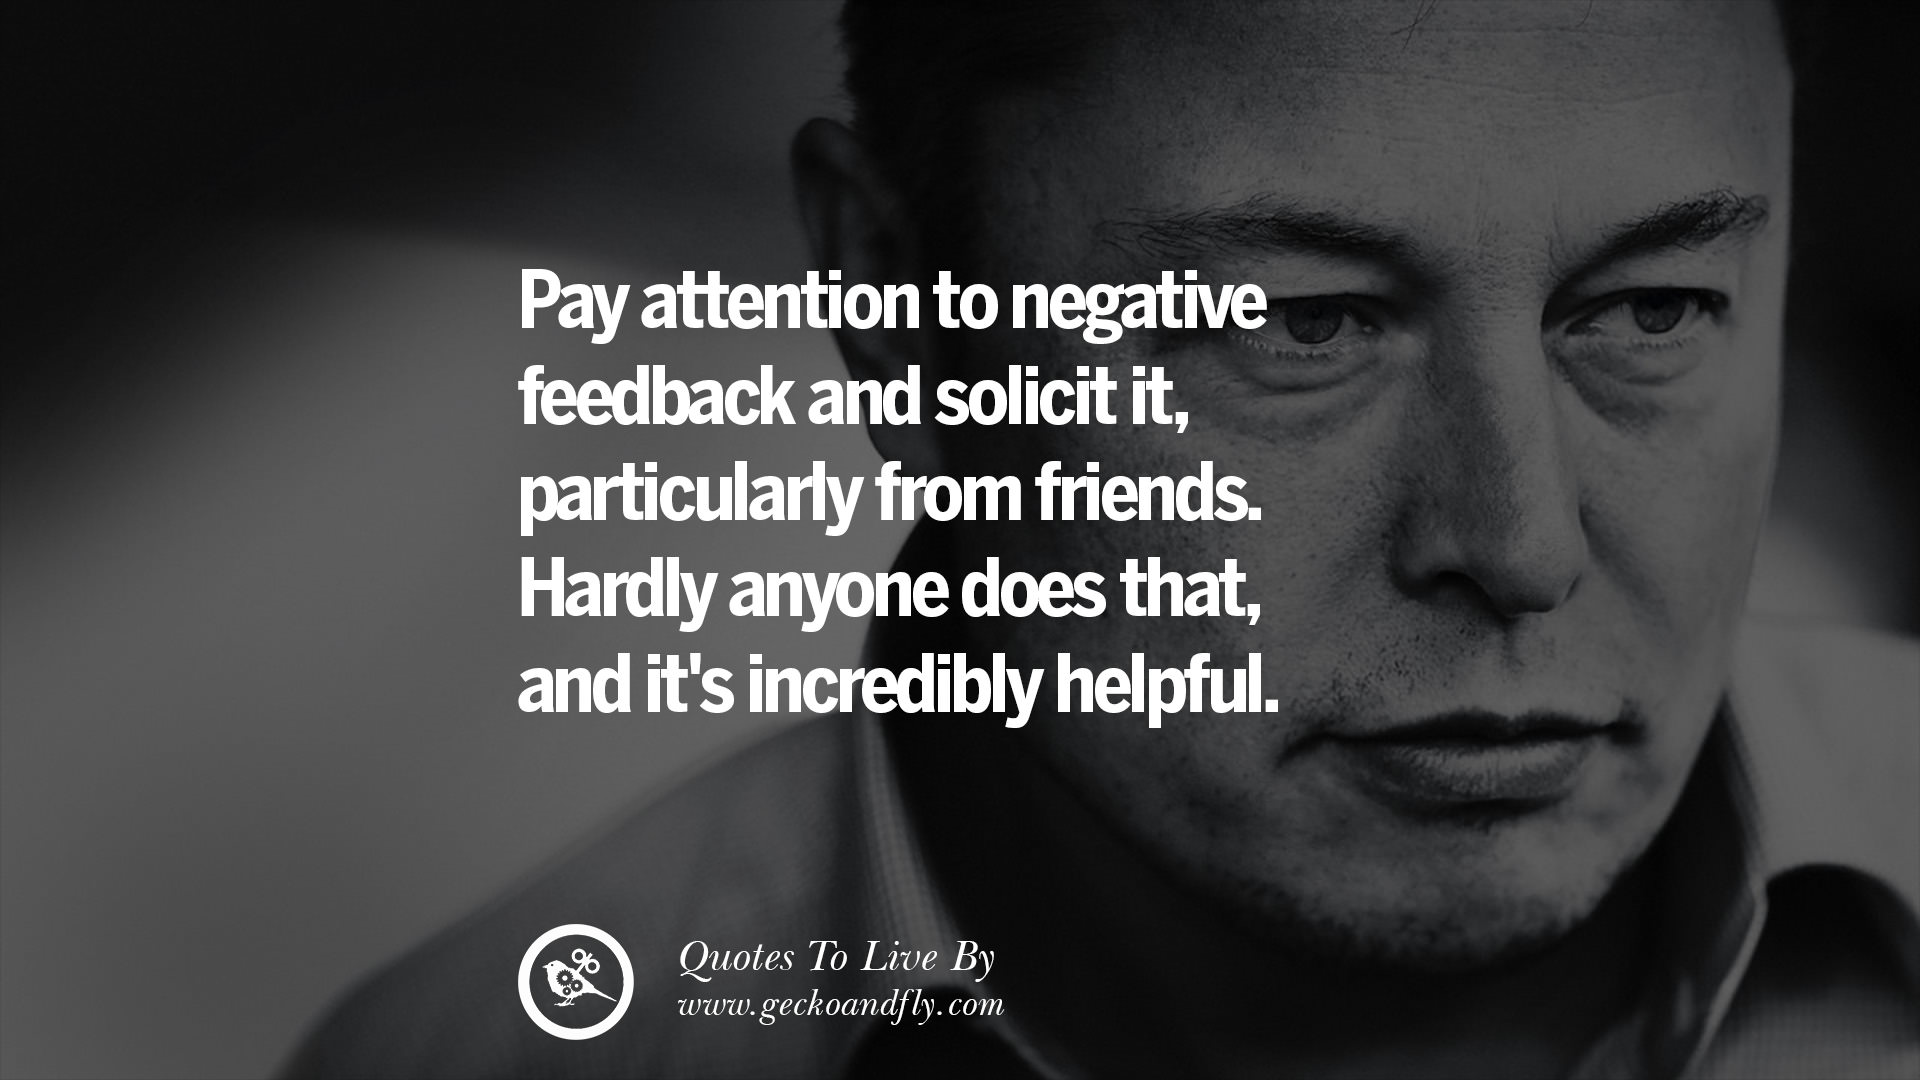 Pay attention to negative
feedback and solicit it,
particularly from friends.
Hardly anyone does that,
and it's incredibly helpful.
Quotes To Live By
www.geckoandfly.com